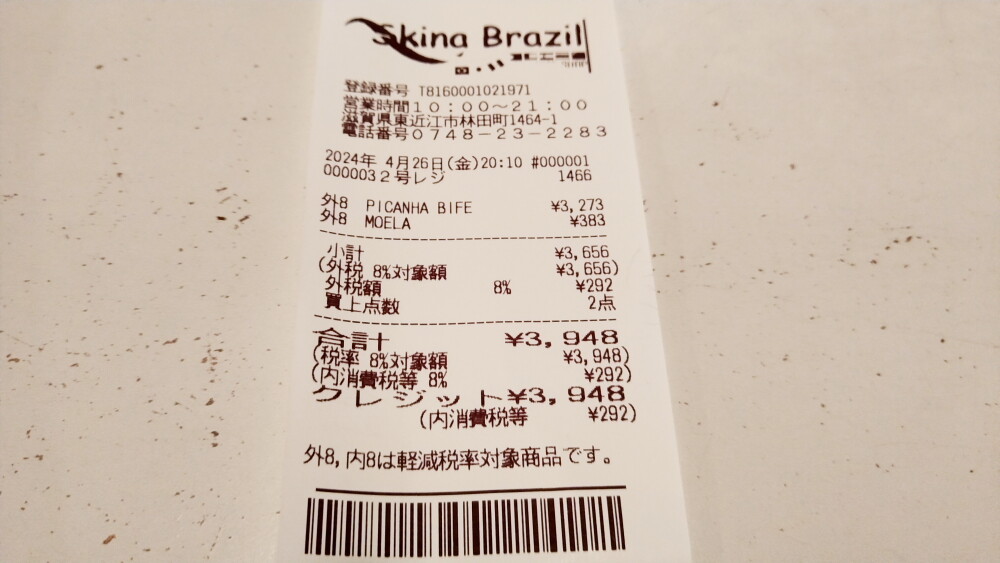 Skina Brazil
登録番号 T8160001021971
営業時間10：00～21：00
滋賀県東近江市林田町1464-1
電話番号0748-23-2283
2024年 4月26日(金)20:10 #000001
0000032号レジ 1466
外8 PICANHA BIFE ¥3,273
外8 MOELA ¥383
小計 ¥3,656
(外税 8%対象額 ¥3,656)
外税額 8% ¥292
買上点数 2点
合計 ¥3,948
(税率 8%対象額 ¥3,948)
(内消費税等 8% ¥292)
クレジット ¥3,948
(内消費税等 ¥292)
外8,内8は軽減税率対象商品です。